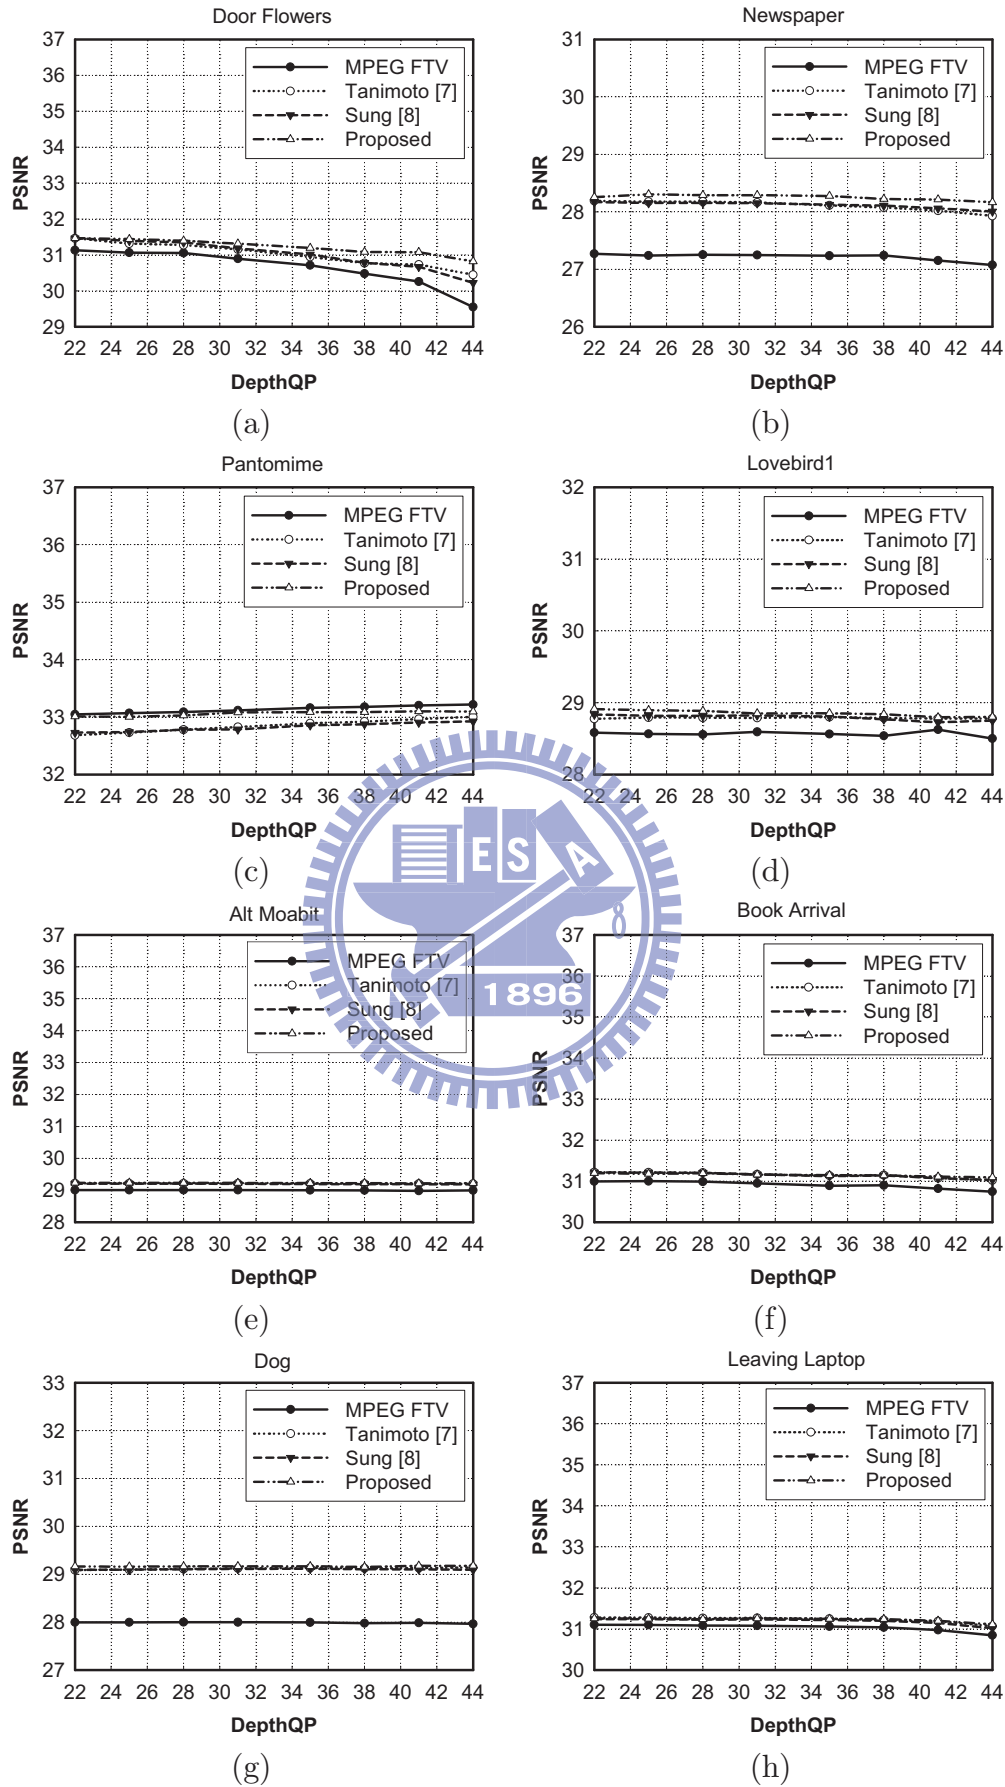 Door Flowers
37
36
35
34
33
32
31
30
29
PSNR
MPEG FTV
Tanimoto [7]
Sung [8]
Proposed
22 24 26 28 30 32 34 36 38 40 42 44
DepthQP
(a)
Newspaper
31
30
29
28
27
26
PSNR
MPEG FTV
Tanimoto [7]
Sung [8]
Proposed
22 24 26 28 30 32 34 36 38 40 42 44
DepthQP
(b)
Pantomime
37
36
35
34
33
32
PSNR
MPEG FTV
Tanimoto [7]
Sung [8]
Proposed
22 24 26 28 30 32 34 36 38 40 42 44
DepthQP
(c)
Lovebird1
32
31
30
29
28
PSNR
MPEG FTV
Tanimoto [7]
Sung [8]
Proposed
22 24 26 28 30 32 34 36 38 40 42 44
DepthQP
(d)
E S A
1896
Alt Moabit
37
36
35
34
33
32
31
30
29
28
PSNR
MPEG FTV
Tanimoto [7]
Sung [8]
Proposed
22 24 26 28 30 32 34 36 38 40 42 44
DepthQP
(e)
Book Arrival
37
36
35
34
33
32
31
30
PSNR
MPEG FTV
Tanimoto [7]
Sung [8]
Proposed
22 24 26 28 30 32 34 36 38 40 42 44
DepthQP
(f)
Dog
33
32
31
30
29
28
27
PSNR
MPEG FTV
Tanimoto [7]
Sung [8]
Proposed
22 24 26 28 30 32 34 36 38 40 42 44
DepthQP
(g)
Leaving Laptop
37
36
35
34
33
32
31
30
PSNR
MPEG FTV
Tanimoto [7]
Sung [8]
Proposed
22 24 26 28 30 32 34 36 38 40 42 44
DepthQP
(h)